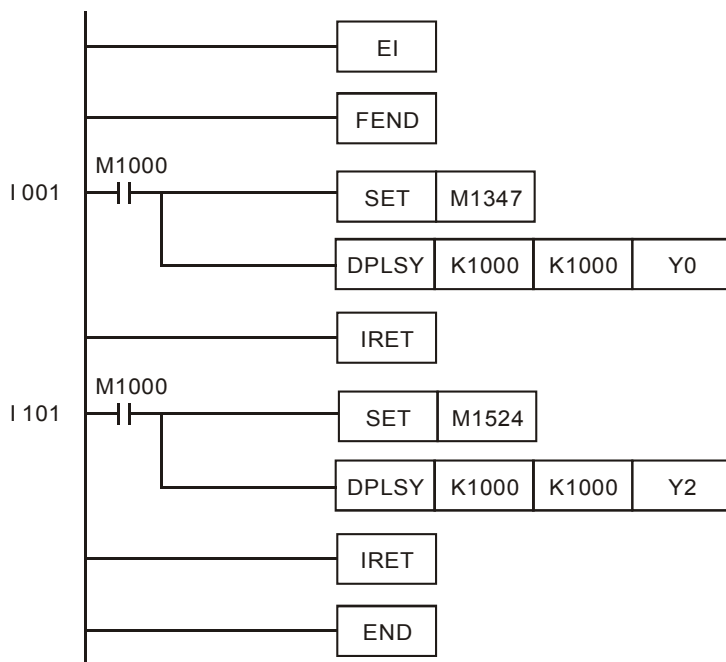 EI
FEND
M1000
I 001
SET M1347
DPLSY K1000 K1000 Y0
IRET
M1000
I 101
SET M1524
DPLSY K1000 K1000 Y2
IRET
END